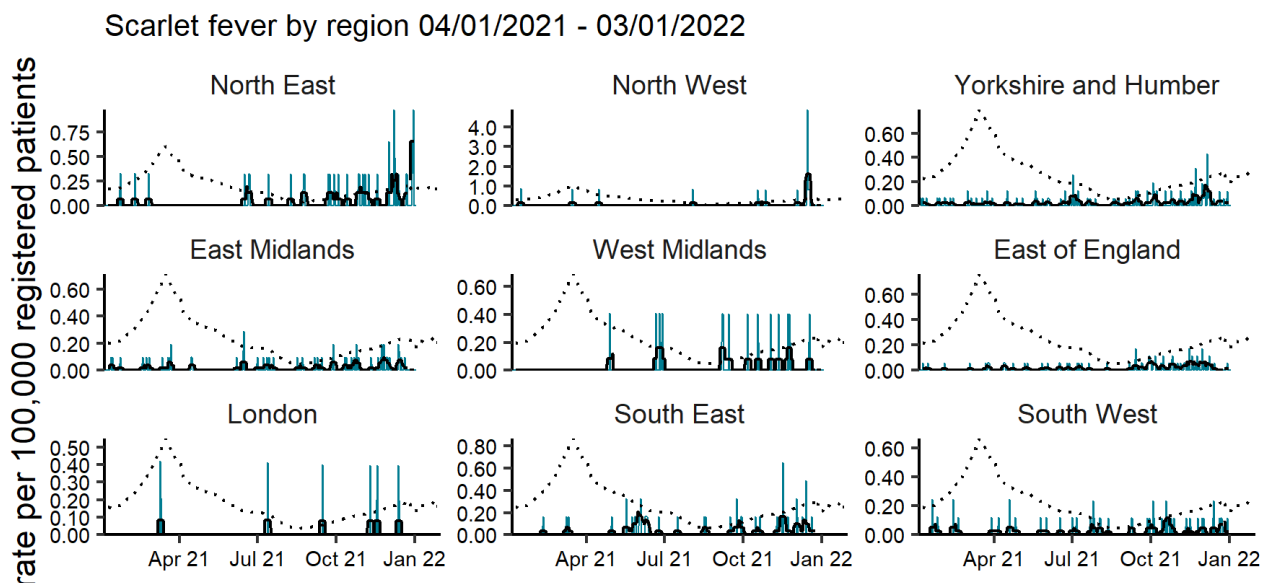 Scarlet fever by region 04/01/2021 - 03/01/2022
rate per 100,000 registered patients
North East
North West
Yorkshire and Humber
0.75
0.50
0.25
0.00
4.0
3.0
2.0
1.0
0.0
0.60
0.40
0.20
0.00
East Midlands
West Midlands
East of England
0.60
0.40
0.20
0.00
0.60
0.40
0.20
0.00
0.60
0.40
0.20
0.00
London
South East
South West
0.50
0.40
0.30
0.20
0.10
0.00
0.80
0.60
0.40
0.20
0.00
0.60
0.40
0.20
0.00
Apr 21 Jul 21 Oct 21 Jan 22
Apr 21 Jul 21 Oct 21 Jan 22
Apr 21 Jul 21 Oct 21 Jan 22